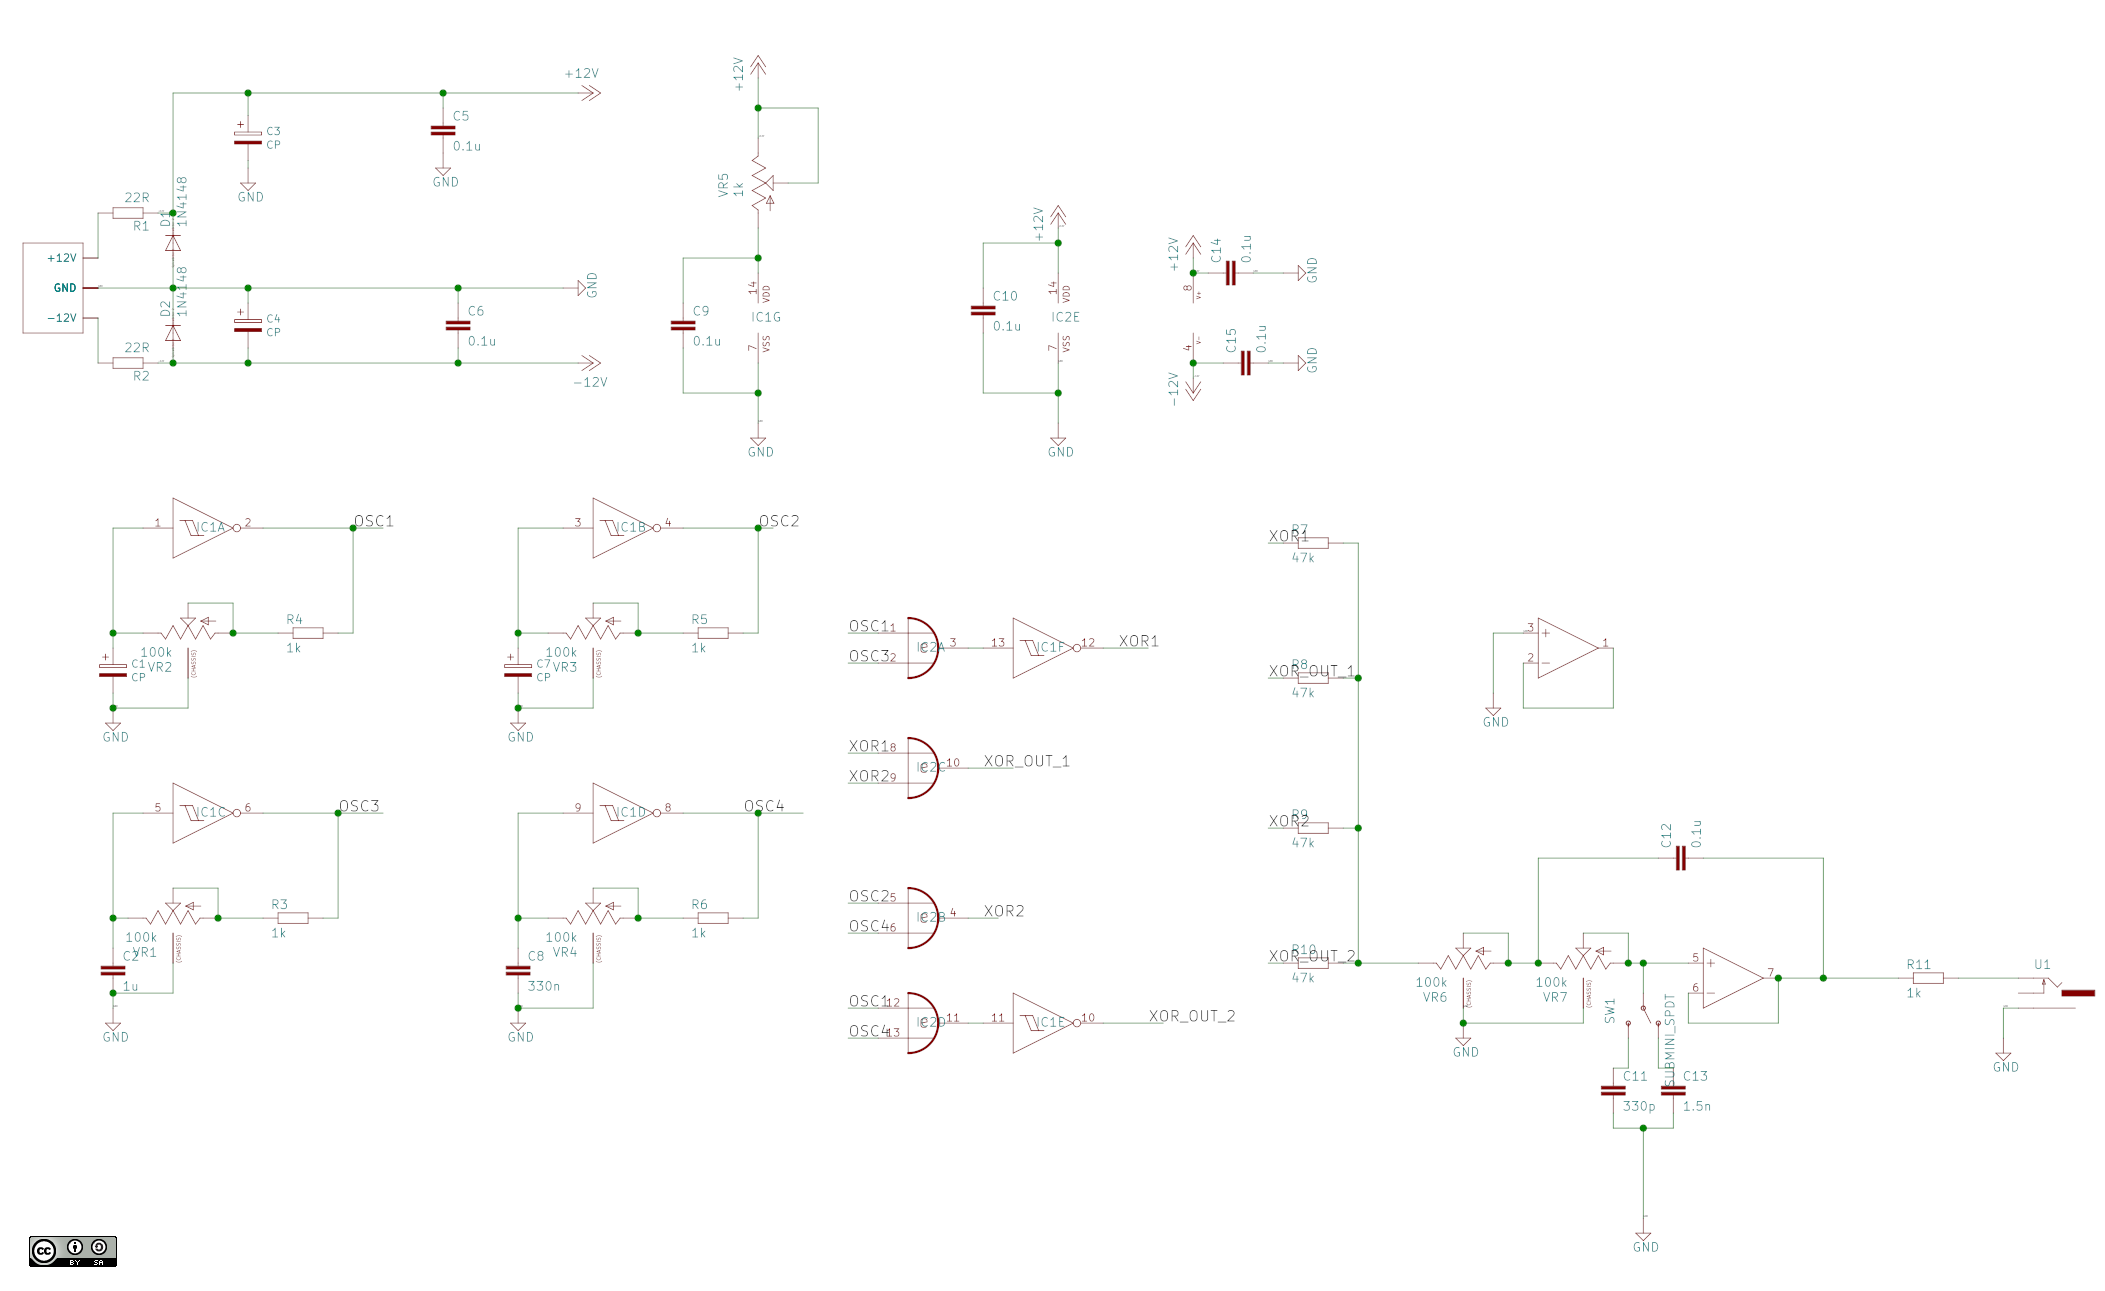 +12V
C3
CP
GND
C5
0.1u
GND
22R
R1
D1
1N4148
+12V
GND
-12V
D2
1N4148
22R
R2
C4
CP
C6
0.1u
GND
-12V
+12V
VR5
1k
C9
0.1u
14
VDD
IC1G
7
VSS
GND
+12V
C10
0.1u
14
VDD
IC2E
7
VSS
GND
+12V
C14
0.1u
GND
8
V+
4
V-
C15
0.1u
GND
-12V
1
IC1A
2
OSC1
R4
1k
100k
VR2
(CHASSIS)
C1
CP
GND
3
IC1B
4
OSC2
R5
1k
100k
VR3
(CHASSIS)
C7
CP
GND
5
IC1C
6
OSC3
R3
1k
100k
VR1
(CHASSIS)
C2
1u
GND
9
IC1D
8
OSC4
R6
1k
100k
VR4
(CHASSIS)
C8
330n
GND
OSC1
1
OSC3
2
IC2A
3
13
IC1F
12
XOR1
XOR1
8
XOR2
9
IC2C
10
XOR_OUT_1
OSC2
5
OSC4
6
IC2B
4
XOR2
OSC1
12
OSC4
13
IC2D
11
11
IC1E
10
XOR_OUT_2
R7
XOR1
47k
R8
XOR_OUT_1
47k
R9
XOR2
47k
R10
XOR_OUT_2
47k
3
+
2
-
1
GND
C12
0.1u
100k
VR6
(CHASSIS)
GND
100k
VR7
(CHASSIS)
SW1
SUBMINI_SPDT
5
+
6
-
7
C11
330p
C13
1.5n
GND
R11
1k
U1
GND
cc
BY SA